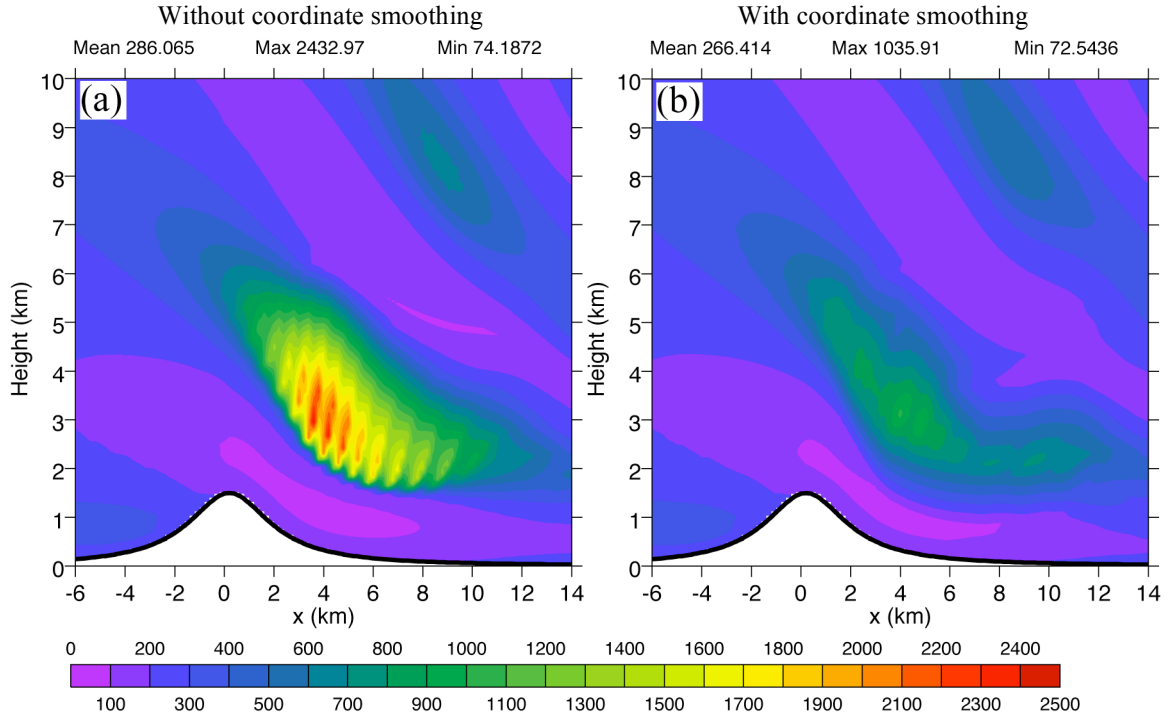 Without coordinate smoothing
With coordinate smoothing
Mean 286.065 Max 2432.97 Min 74.1872
Mean 266.414 Max 1035.91 Min 72.5436
(a)
(b)
10
9
8
7
6
5
4
3
2
1
0
Height (km)
10
9
8
7
6
5
4
3
2
1
0
Height (km)
-6 -4 -2 0 2 4 6 8 10 12 14
x (km)
-6 -4 -2 0 2 4 6 8 10 12 14
x (km)
0 200 400 600 800 1000 1200 1400 1600 1800 2000 2200 2400
100 300 500 700 900 1100 1300 1500 1700 1900 2100 2300 2500